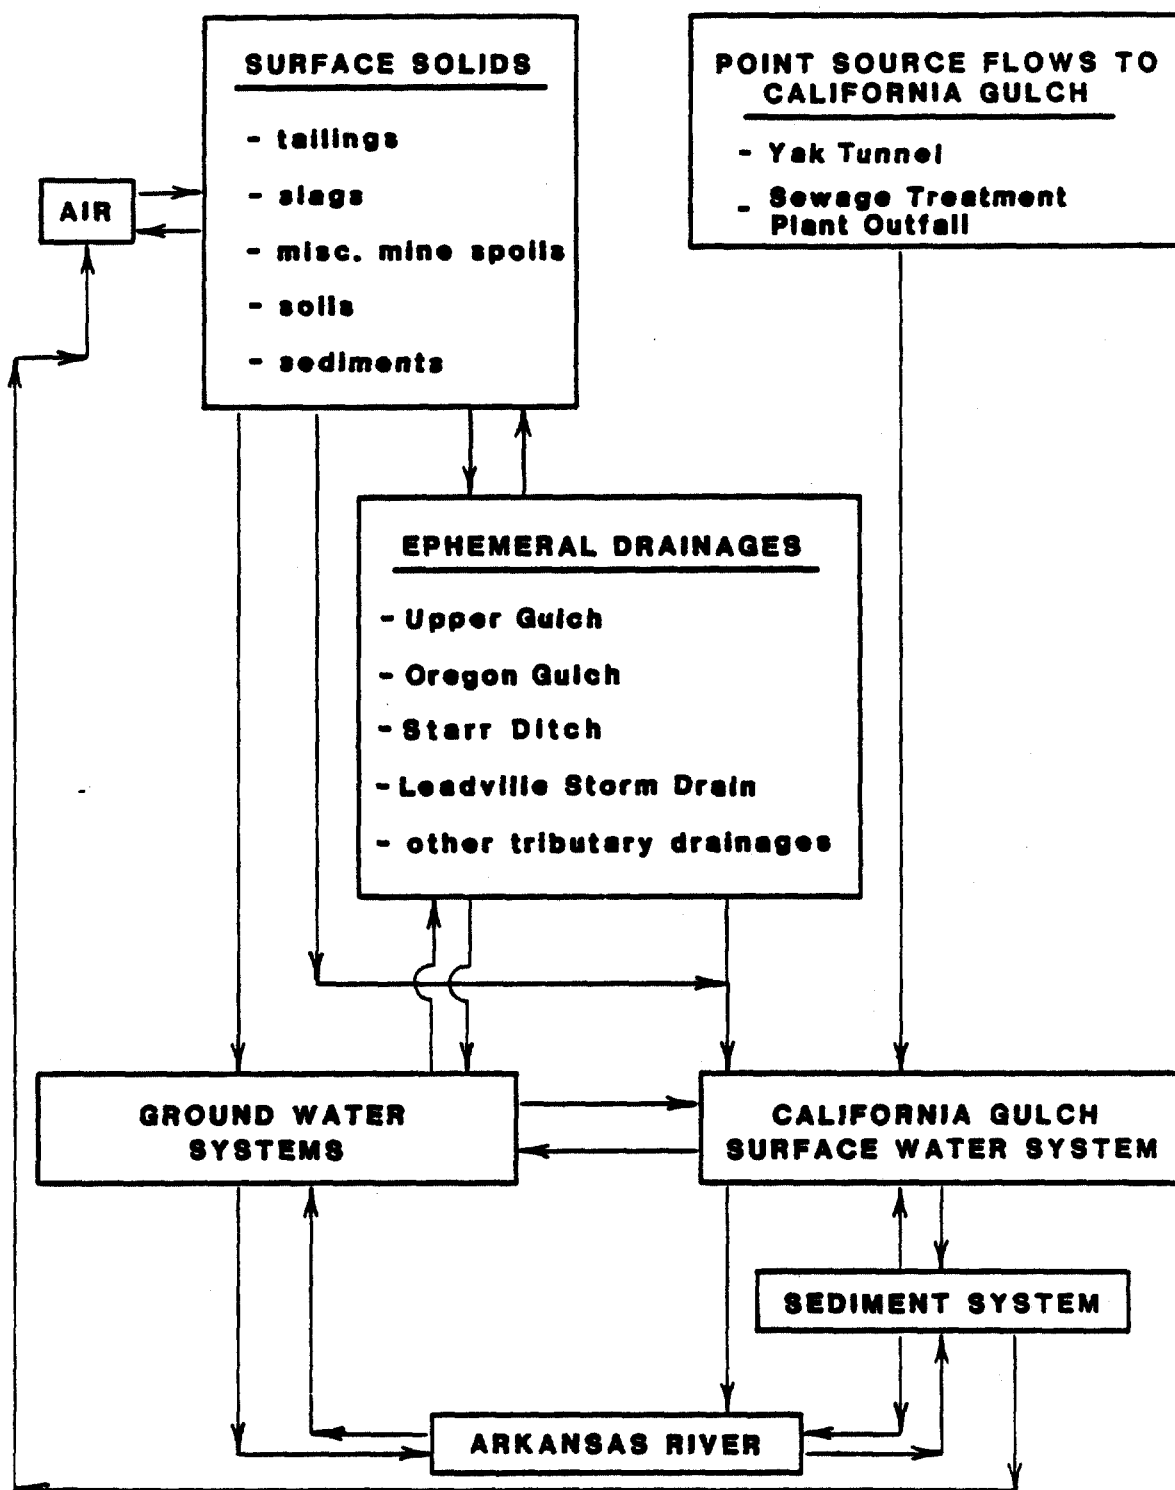 SURFACE SOLIDS
- tailings
- slags
- misc. mine spoils
- soils
- sediments
POINT SOURCE FLOWS TO
CALIFORNIA GULCH
- Yak Tunnel
- Sewage Treatment
Plant Outfall
AIR
EPHEMERAL DRAINAGES
- Upper Gulch
- Oregon Gulch
- Starr Ditch
- Leadville Storm Drain
- other tributary drainages
GROUND WATER
SYSTEMS
CALIFORNIA GULCH
SURFACE WATER SYSTEM
SEDIMENT SYSTEM
ARKANSAS RIVER